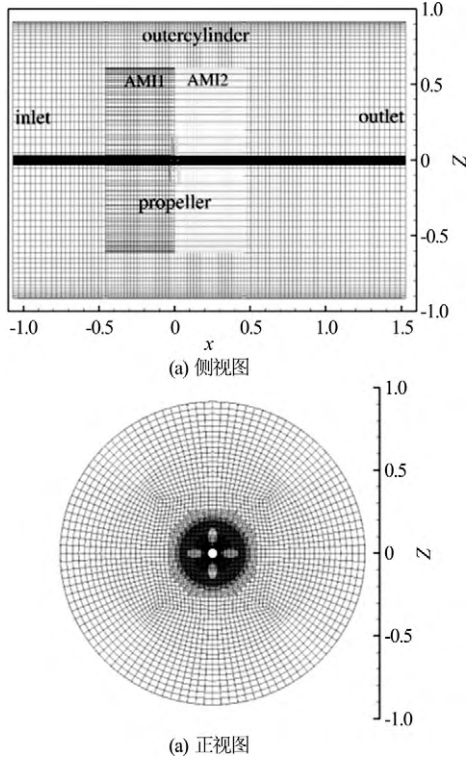 outercylinder
AMI1 AMI2
inlet
outlet
propeller
1.0
0.5
0
-0.5
-1.0
Z
-1.0 -0.5 0 0.5 1.0 1.5
x
(a) 侧视图
1.0
0.5
0
-0.5
-1.0
Z
(a) 正视图